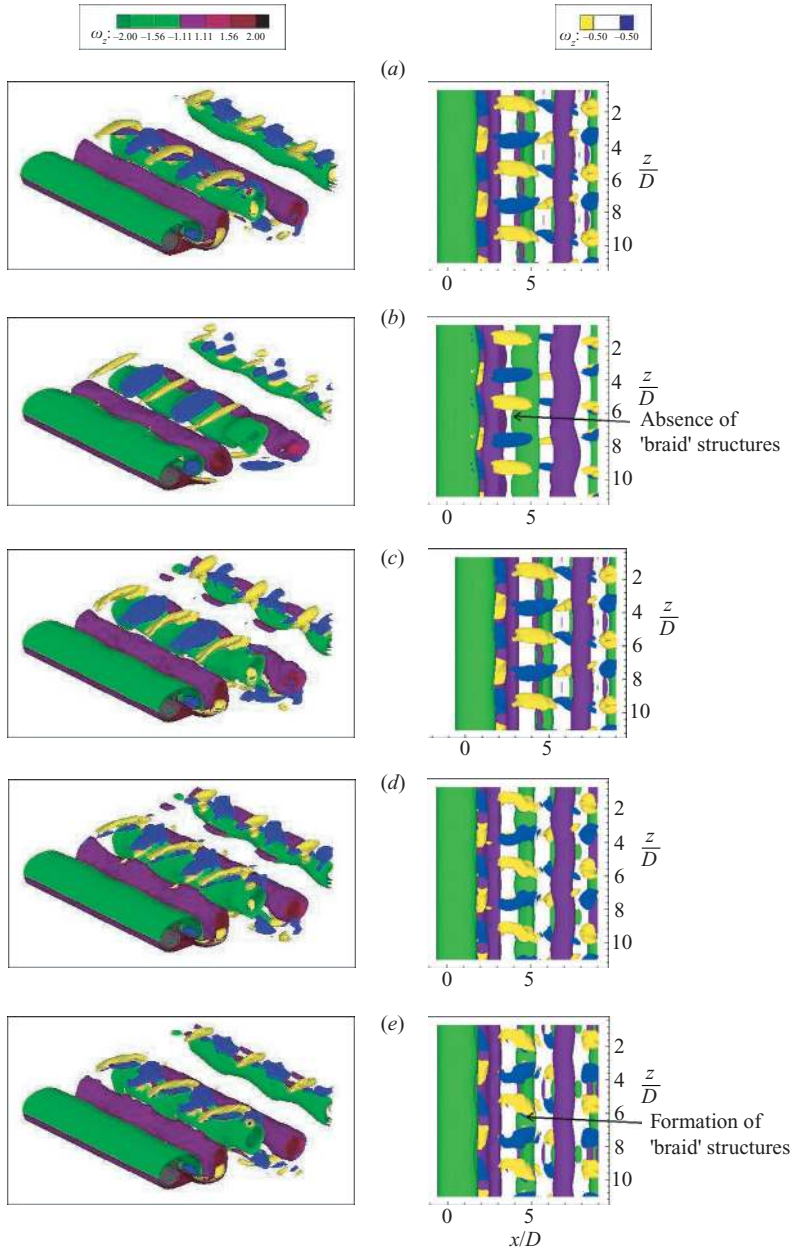 ω_z: −2.00 −1.56 −1.11 1.11 1.56 2.00
ω_z: −0.50 −0.50
(a)
2
4
z/D
6
8
10
0 5
(b)
2
4
z/D
6
8
10
Absence of
'braid' structures
0 5
(c)
2
4
z/D
6
8
10
0 5
(d)
2
4
z/D
6
8
10
0 5
(e)
2
4
z/D
6
8
10
Formation of
'braid' structures
0 5
x/D